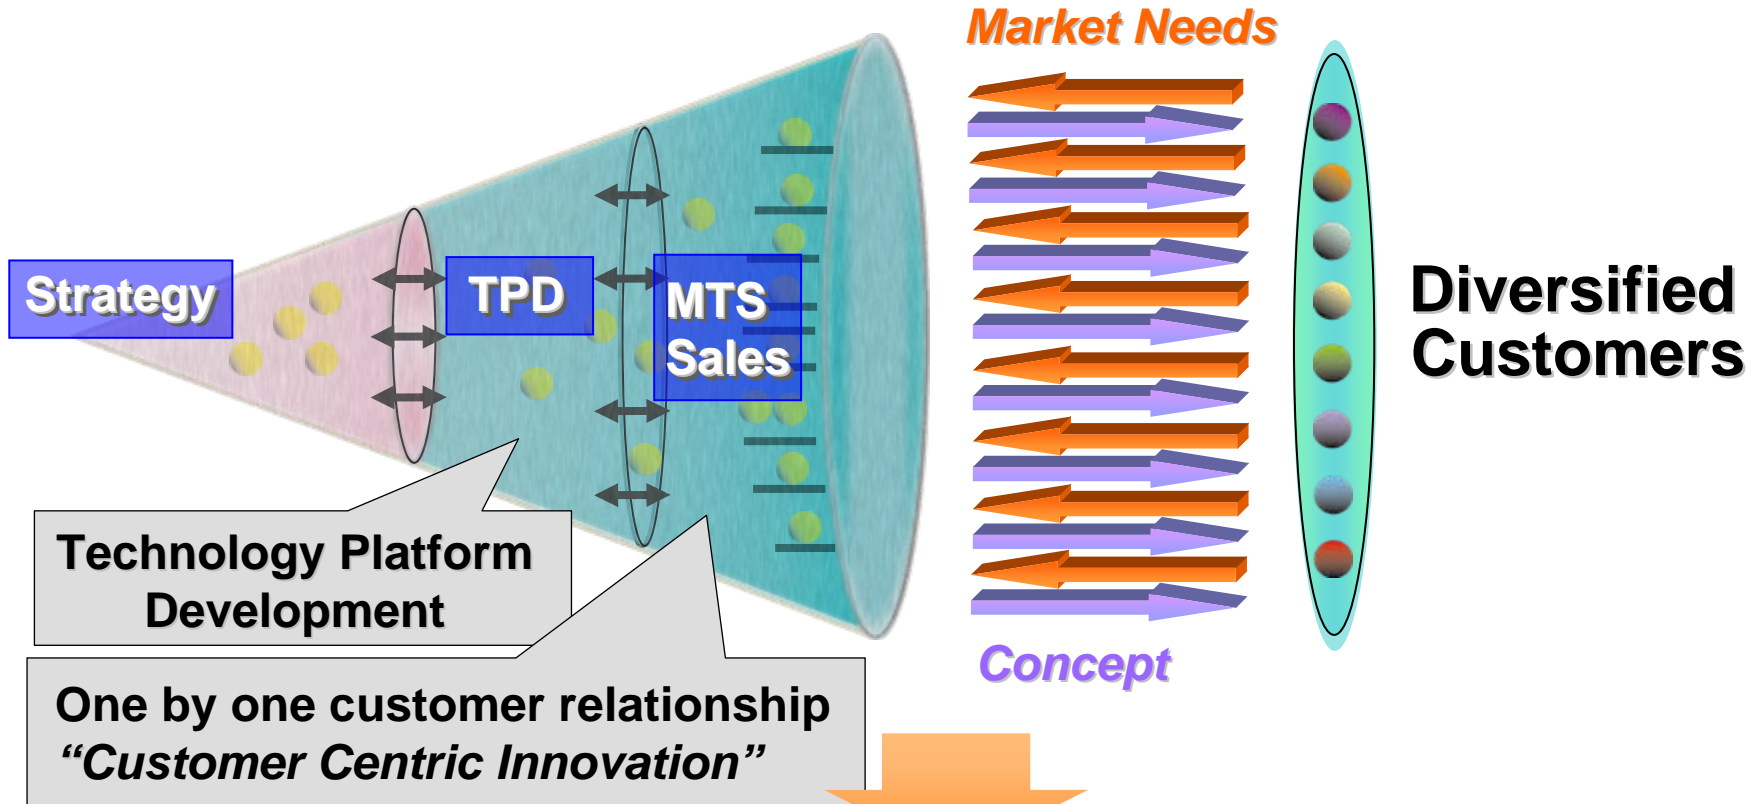 Market Needs
Strategy
TPD
MTS
Sales
Diversified
Customers
Technology Platform
Development
Concept
One by one customer relationship
“Customer Centric Innovation”